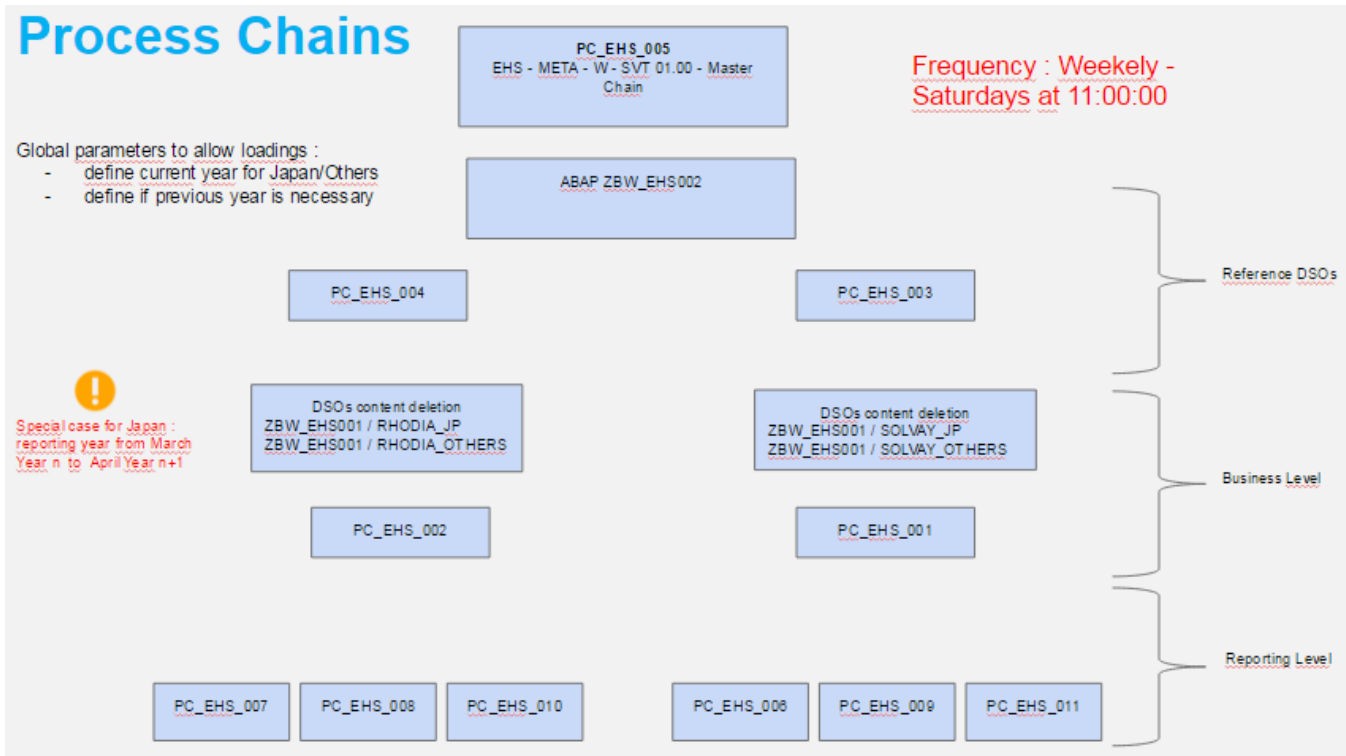 Process Chains
PC_EHS_005
EHS - META - W - SVT 01.00 - Master
Chain
Frequency : Weekely -
Saturdays at 11:00:00
Global parameters to allow loadings :
- define current year for Japan/Others
- define if previous year is necessary
ABAP ZBW_EHS002
Reference DSOs
PC_EHS_004
PC_EHS_003
Special case for Japan :
reporting year from March
Year n to April Year n+1
DSOs content deletion
ZBW_EHS001 / RHODIA_JP
ZBW_EHS001 / RHODIA_OTHERS
DSOs content deletion
ZBW_EHS001 / SOLVAY_JP
ZBW_EHS001 / SOLVAY_OTHERS
Business Level
PC_EHS_002
PC_EHS_001
Reporting Level
PC_EHS_007
PC_EHS_008
PC_EHS_010
PC_EHS_006
PC_EHS_009
PC_EHS_011